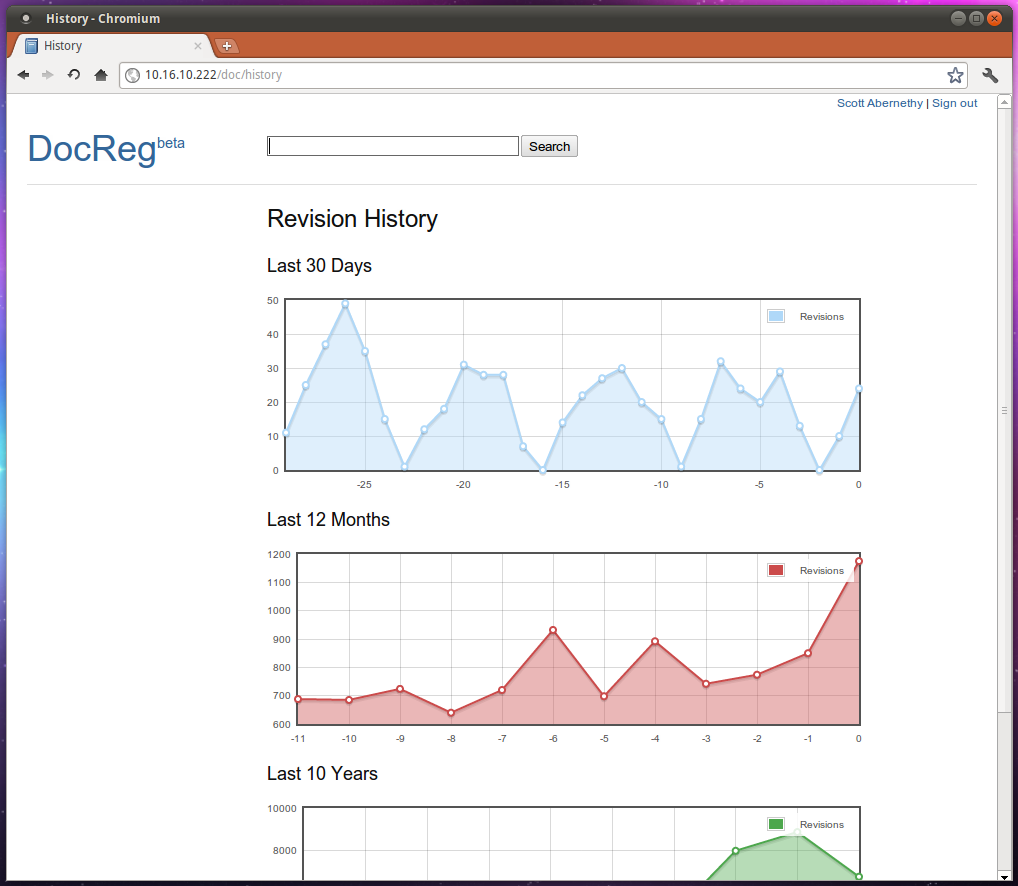 History - Chromium
History
10.16.10.222/doc/history
Scott Abernethy | Sign out
DocReg beta
Search
Revision History
Last 30 Days
50
40
30
20
10
0
Revisions
-25 -20 -15 -10 -5 0
Last 12 Months
1200
1100
1000
900
800
700
600
Revisions
-11 -10 -9 -8 -7 -6 -5 -4 -3 -2 -1 0
Last 10 Years
10000
8000
Revisions